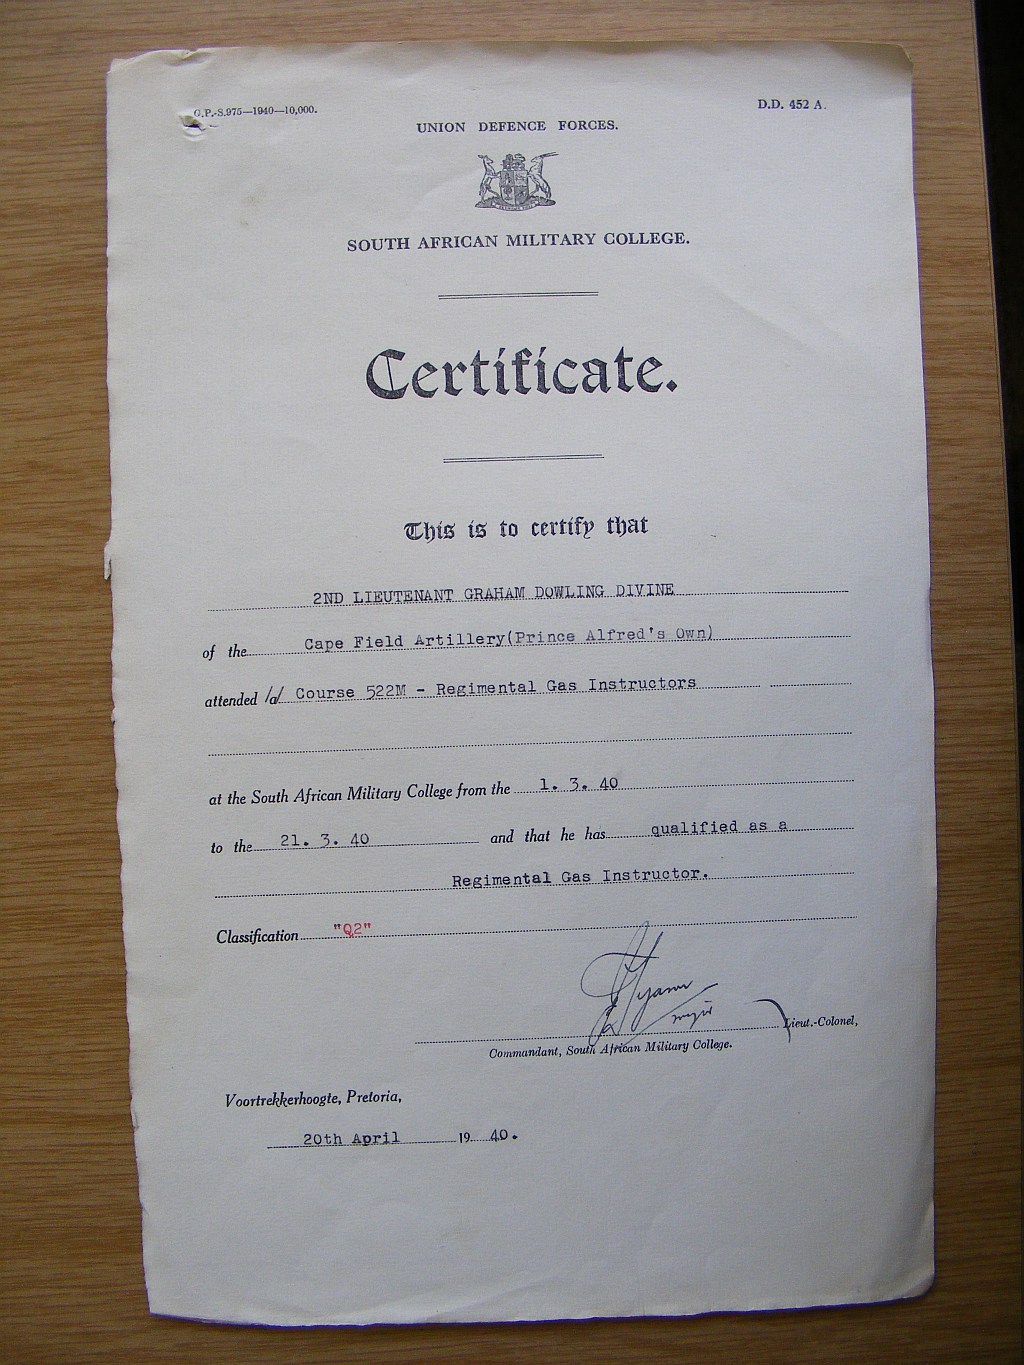 G.P.-S.975—1940—10,000.
D.D. 452 A.
UNION DEFENCE FORCES.
SOUTH AFRICAN MILITARY COLLEGE.
Certificate.
This is to certify that
2ND LIEUTENANT GRAHAM DOWLING DIVINE
of the Cape Field Artillery(Prince Alfred's Own)
attended /a/ Course 522M - Regimental Gas Instructors
at the South African Military College from the 1. 3. 40
to the 21. 3. 40 and that he has qualified as a
Regimental Gas Instructor.
Classification "Q2"
major
Lieut.-Colonel,
Commandant, South African Military College.
Voortrekkerhoogte, Pretoria,
20th April 19 40.